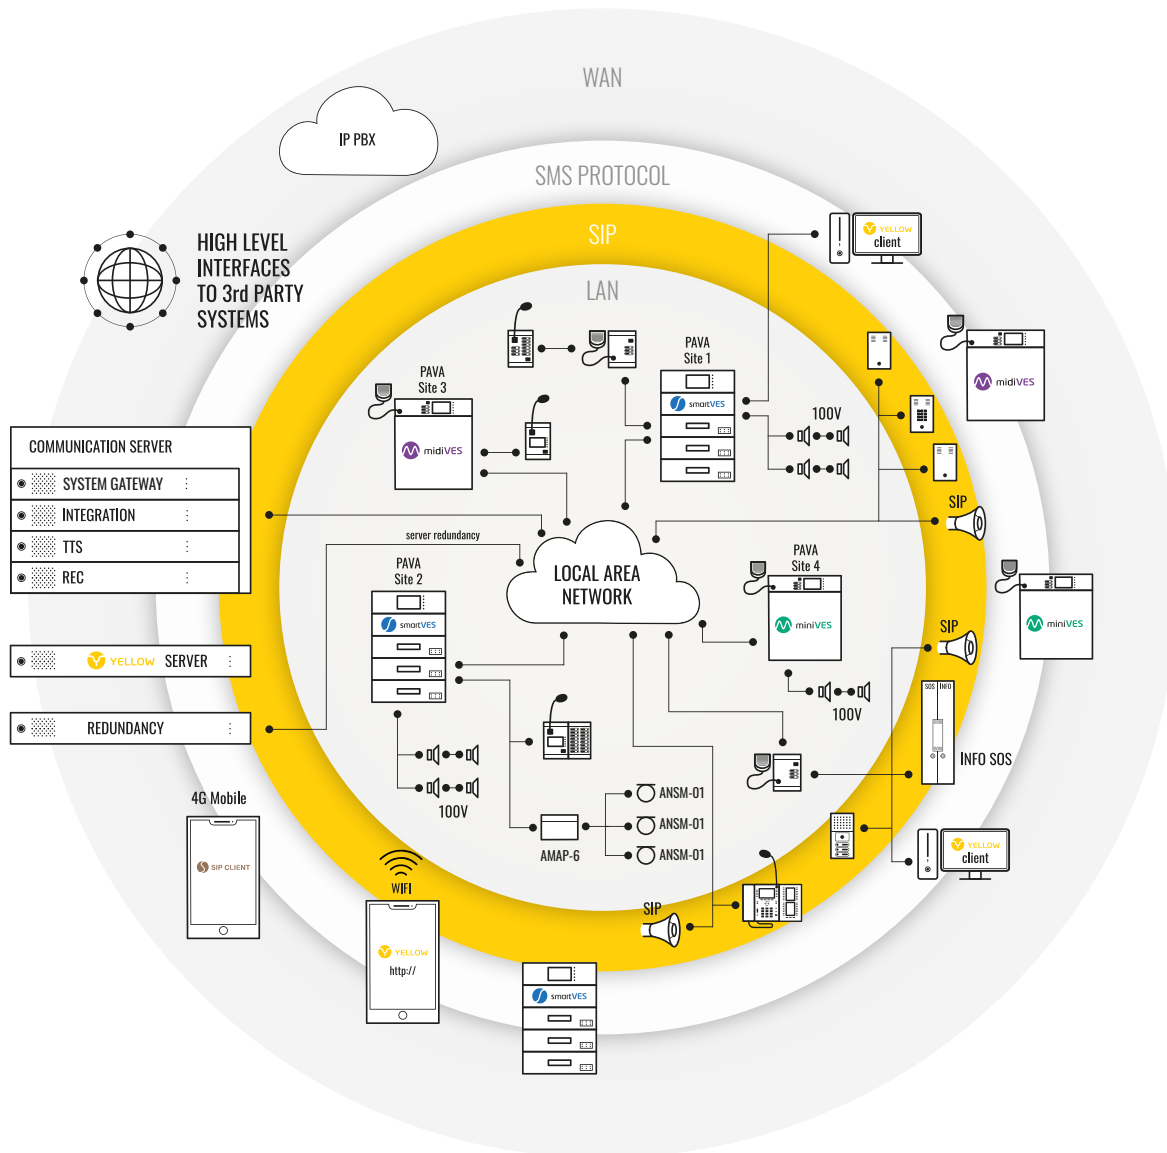 WAN
IP PBX
SMS PROTOCOL
SIP
LAN
HIGH LEVEL
INTERFACES
TO 3rd PARTY
SYSTEMS
YELLOW
client
midiVES
PAVA
Site 1
smartVES
100V
PAVA
Site 3
midiVES
COMMUNICATION SERVER
SYSTEM GATEWAY
INTEGRATION
TTS
REC
SIP
server redundancy
LOCAL AREA
NETWORK
PAVA
Site 2
smartVES
PAVA
Site 4
miniVES
100V
miniVES
SIP
YELLOW SERVER
REDUNDANCY
SOS INFO
INFO SOS
100V
ANSM-01
ANSM-01
ANSM-01
AMAP-6
4G Mobile
SIP CLIENT
WIFI
YELLOW
http://
YELLOW
client
SIP
smartVES